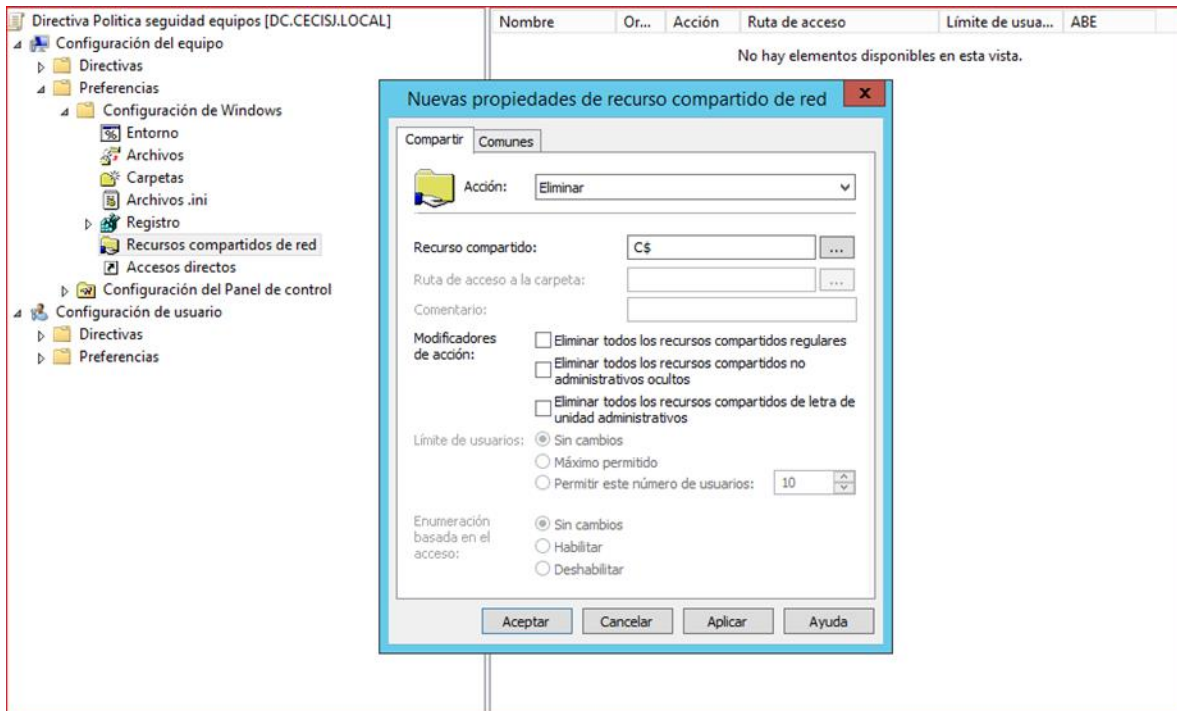 Directiva Politica seguidad equipos [DC.CECISJ.LOCAL]
Configuración del equipo
Directivas
Preferencias
Configuración de Windows
Entorno
Archivos
Carpetas
Archivos .ini
Registro
Recursos compartidos de red
Accesos directos
Configuración del Panel de control
Configuración de usuario
Directivas
Preferencias
Nombre Or... Acción Ruta de acceso Límite de usua... ABE
No hay elementos disponibles en esta vista.
Nuevas propiedades de recurso compartido de red x
Compartir Comunes
Acción: Eliminar
Recurso compartido: C$ ...
Ruta de acceso a la carpeta: ...
Comentario:
Modificadores
de acción:
Eliminar todos los recursos compartidos regulares
Eliminar todos los recursos compartidos no
administrativos ocultos
Eliminar todos los recursos compartidos de letra de
unidad administrativos
Límite de usuarios: Sin cambios
Máximo permitido
Permitir este número de usuarios: 10
Enumeración
basada en el
acceso:
Sin cambios
Habilitar
Deshabilitar
Aceptar Cancelar Aplicar Ayuda